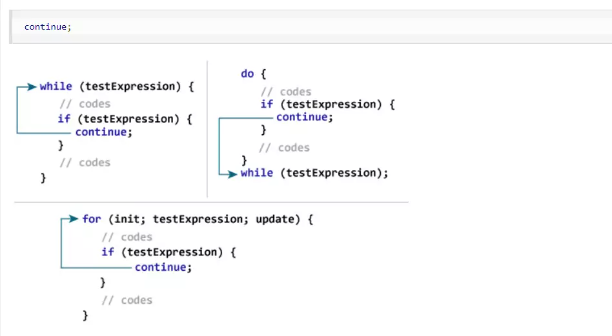 continue;
while (testExpression) {
// codes
if (testExpression) {
continue;
}
// codes
}
do {
// codes
if (testExpression) {
continue;
}
// codes
}
while (testExpression);
for (init; testExpression; update) {
// codes
if (testExpression) {
continue;
}
// codes
}